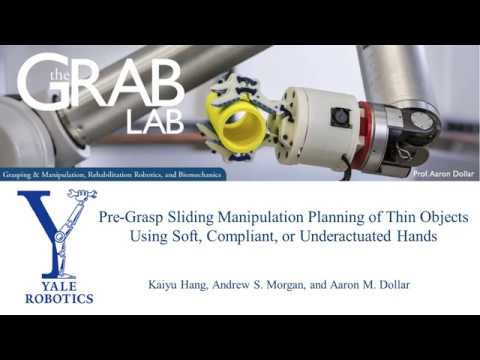 the
GRAB
LAB
Grasping & Manipulation, Rehabilitation Robotics, and Biomechanics
Prof. Aaron Dollar
Pre-Grasp Sliding Manipulation Planning of Thin Objects
Using Soft, Compliant, or Underactuated Hands
Y
YALE
ROBOTICS
Kaiyu Hang, Andrew S. Morgan, and Aaron M. Dollar